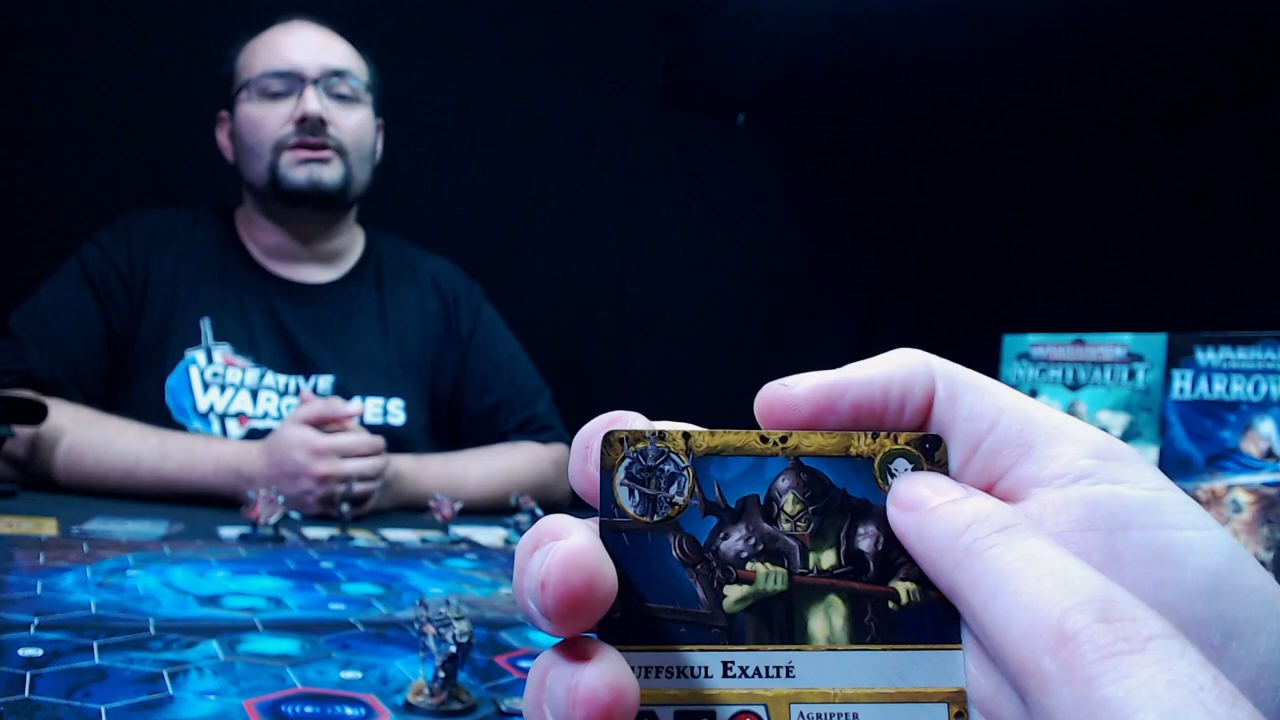 CREATIVE
WARGAMES
NIGHTVAULT
HARROW
UFFSKUL EXALTÉ
AGRIPPER